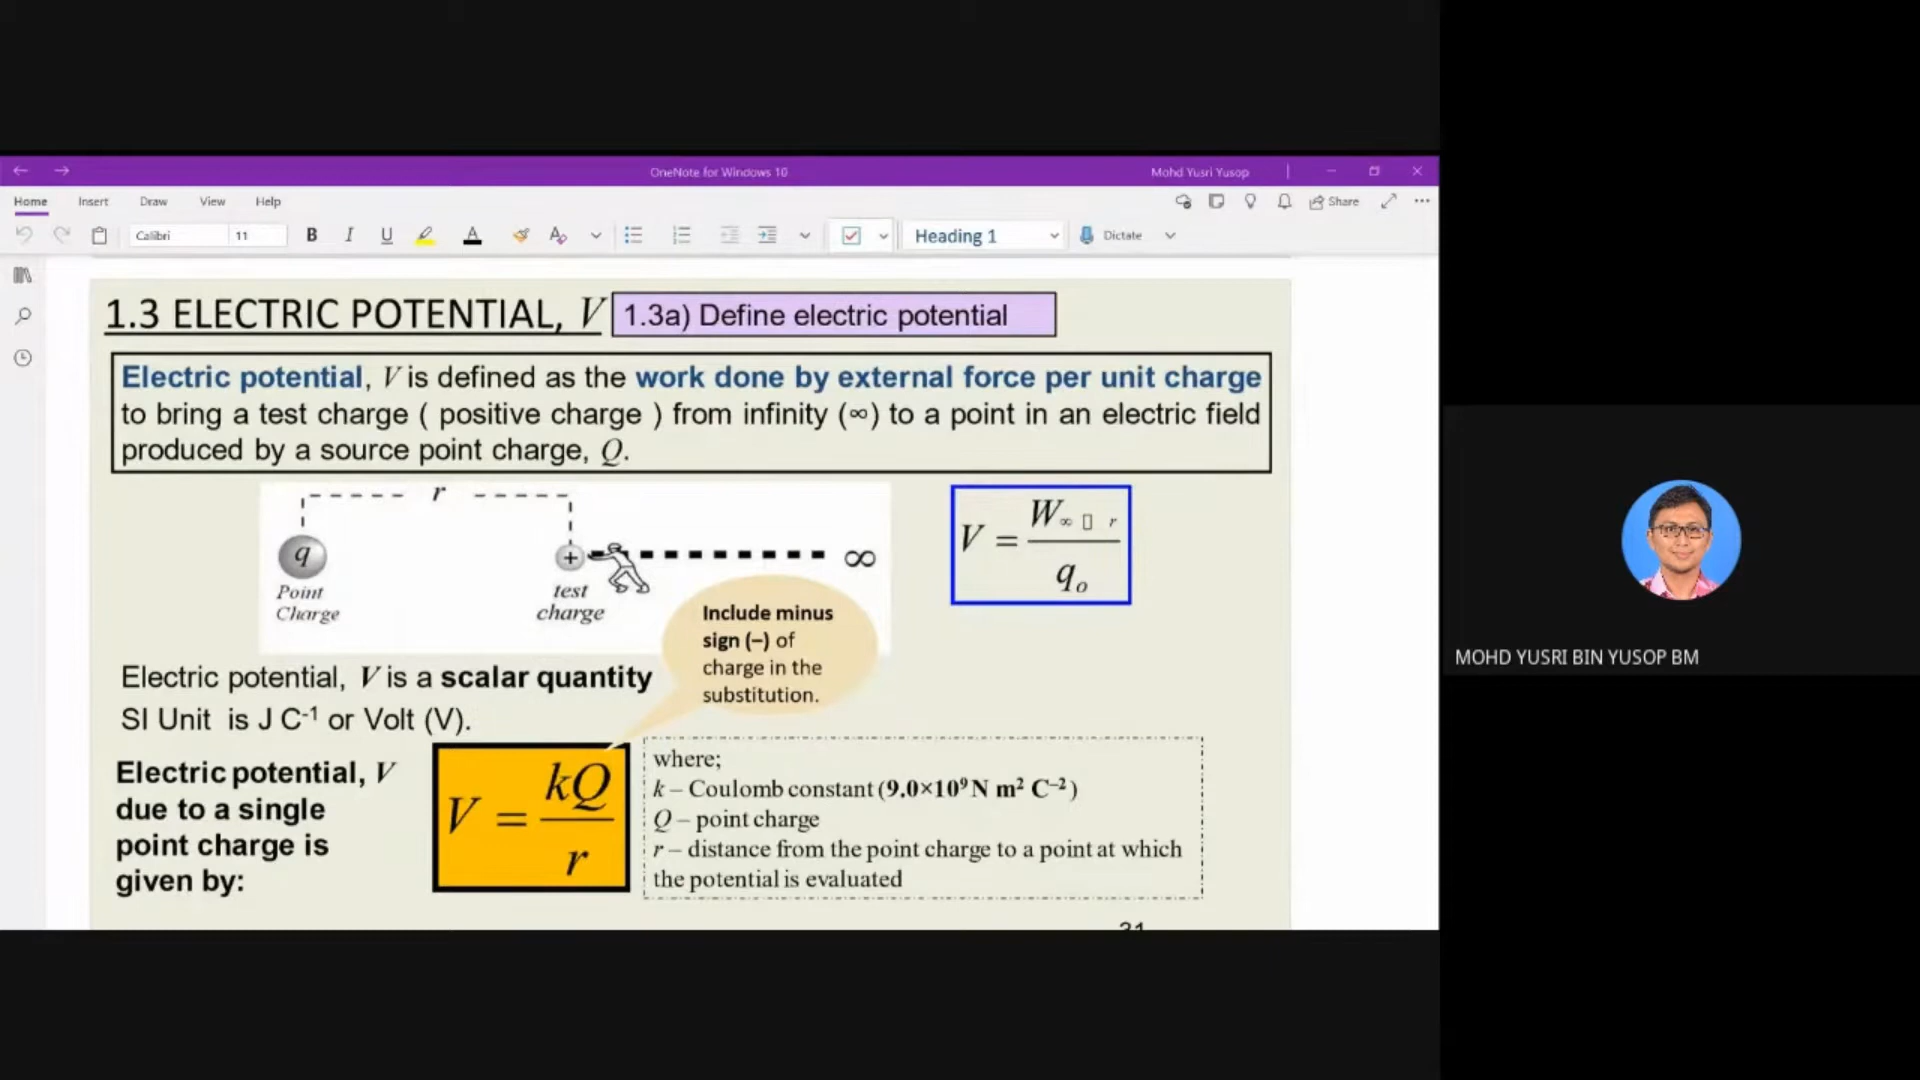 OneNote for Windows 10
Mohd Yusri Yusop
Home Insert Draw View Help
Share
Calibri 11 B I U A Heading 1 Dictate
1.3 ELECTRIC POTENTIAL, V
1.3a) Define electric potential
Electric potential, V is defined as the work done by external force per unit charge
to bring a test charge ( positive charge ) from infinity (∞) to a point in an electric field
produced by a source point charge, Q.
r
q
+
∞
Point
Charge
test
charge
V = W∞ ▯ r / qo
Include minus
sign (–) of
charge in the
substitution.
Electric potential, V is a scalar quantity
SI Unit is J C⁻¹ or Volt (V).
Electric potential, V
due to a single
point charge is
given by:
V = kQ / r
where;
k – Coulomb constant (9.0×10⁹ N m² C⁻²)
Q – point charge
r – distance from the point charge to a point at which
the potential is evaluated
MOHD YUSRI BIN YUSOP BM